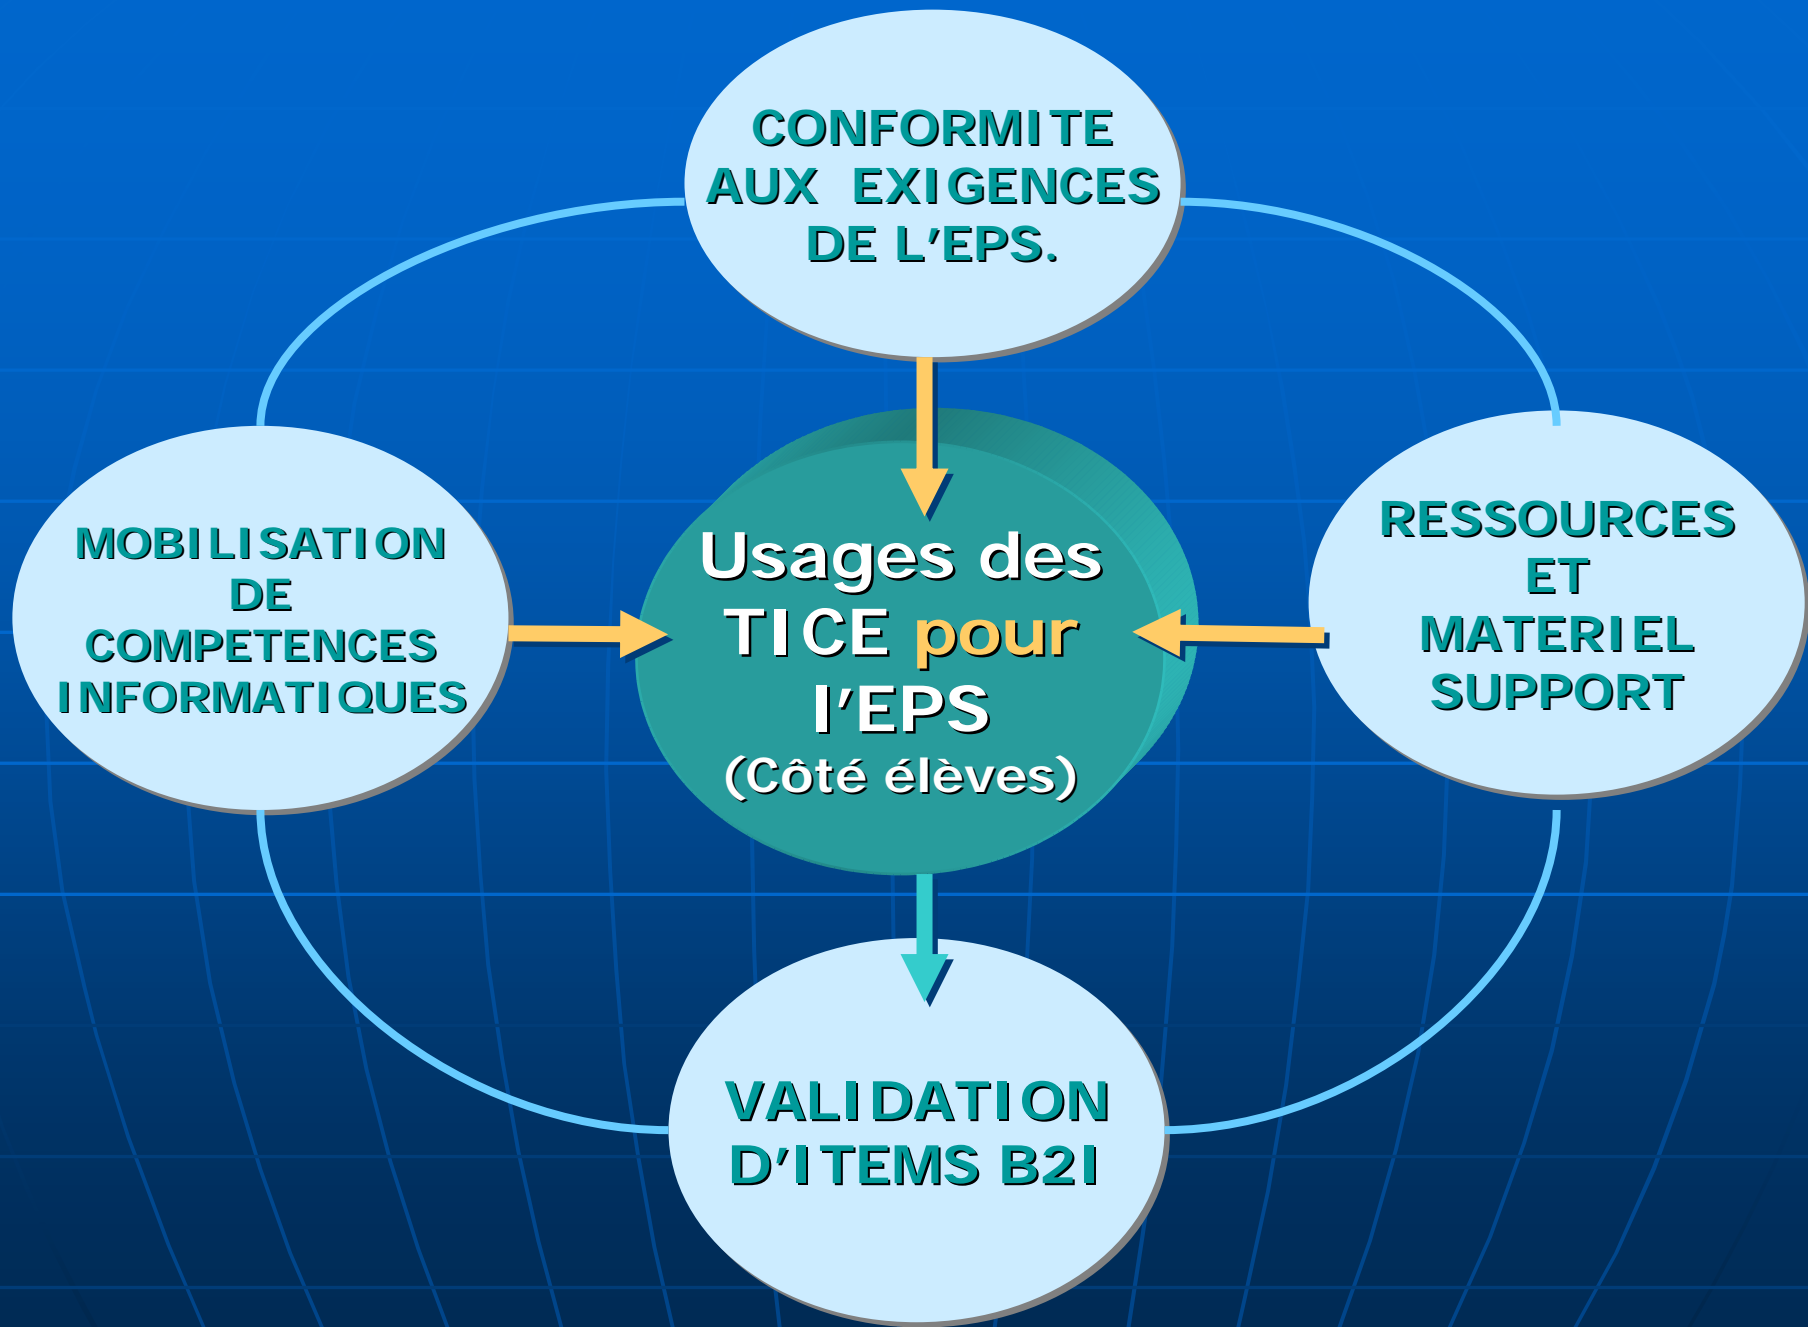 CONFORMITE
AUX EXIGENCES
DE L'EPS.
MOBILISATION
DE
COMPETENCES
INFORMATIQUES
Usages des
TICE pour
l'EPS
(Côté élèves)
RESSOURCES
ET
MATERIEL
SUPPORT
VALIDATION
D'ITEMS B2I